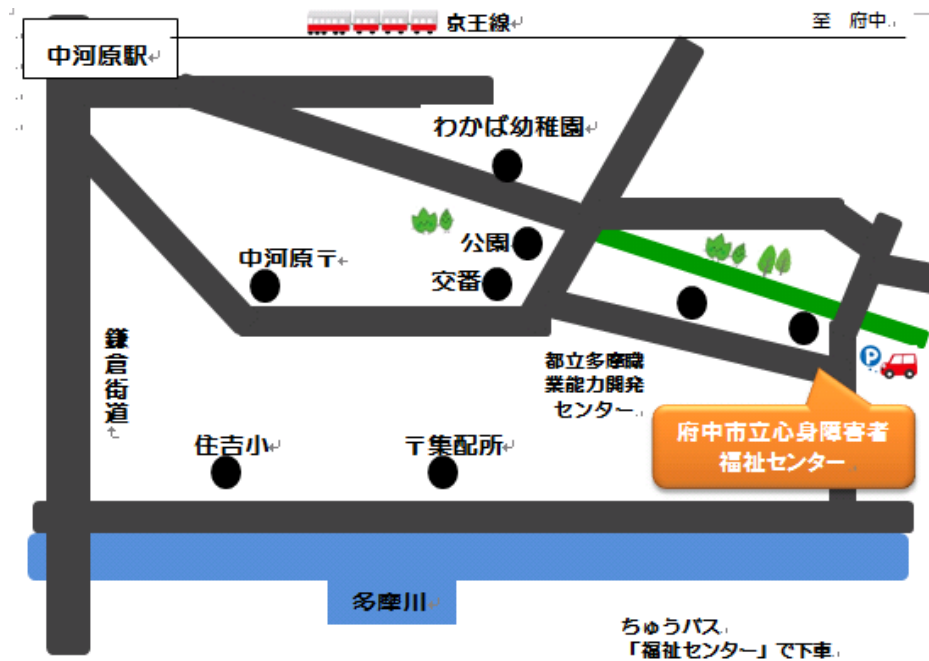 京王線
至 府中
中河原駅
わかば幼稚園
公園
中河原〒
交番
鎌倉街道
都立多摩職
業能力開発
センター
P
府中市立心身障害者
福祉センター
住吉小
〒集配所
多摩川
ちゅうバス
「福祉センター」で下車